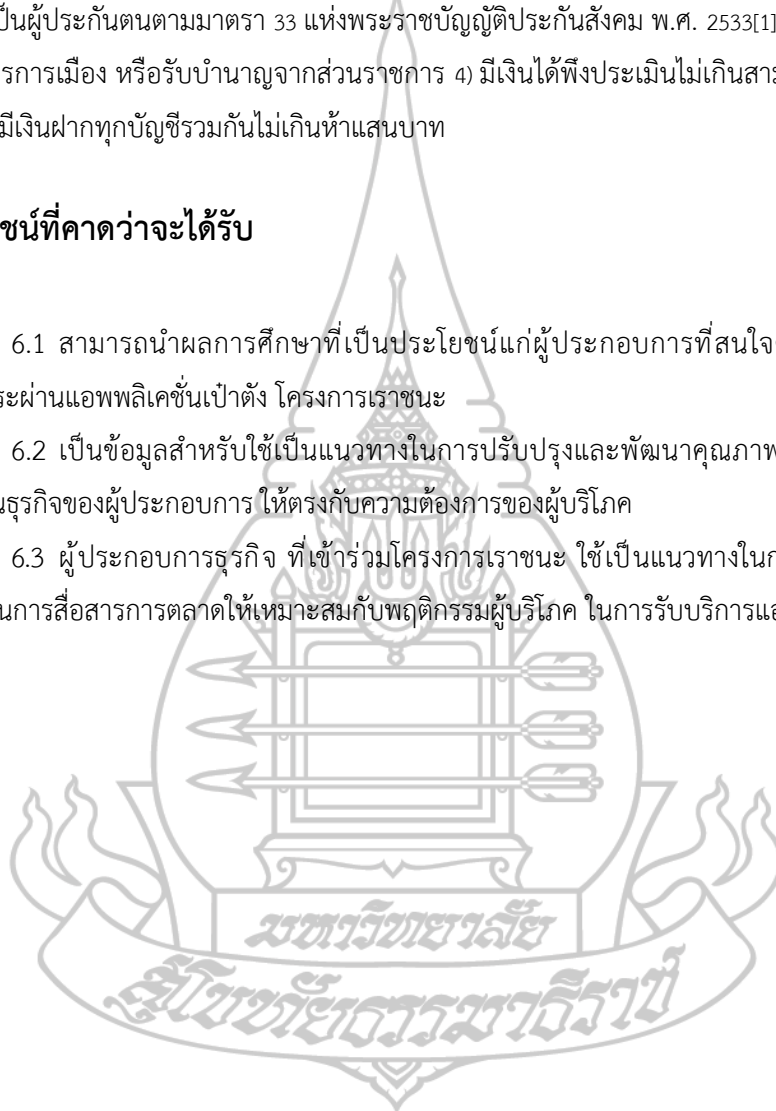 เป็นผู้ประกันตนตามมาตรา 33 แห่งพระราชบัญญัติประกันสังคม พ.ศ. 2533[1]
รการเมือง หรือรับบำนาญจากส่วนราชการ 4) มีเงินได้พึงประเมินไม่เกินสาม
มีเงินฝากทุกบัญชีรวมกันไม่เกินห้าแสนบาท
ชน์ที่คาดว่าจะได้รับ
6.1 สามารถนำผลการศึกษาที่เป็นประโยชน์แก่ผู้ประกอบการที่สนใจ
ระผ่านแอพพลิเคชั่นเป๋าตัง โครงการเราชนะ
6.2 เป็นข้อมูลสำหรับใช้เป็นแนวทางในการปรับปรุงและพัฒนาคุณภาพ
นธุรกิจของผู้ประกอบการ ให้ตรงกับความต้องการของผู้บริโภค
6.3 ผู้ประกอบการธุรกิจ ที่เข้าร่วมโครงการเราชนะ ใช้เป็นแนวทางในก
นการสื่อสารการตลาดให้เหมาะสมกับพฤติกรรมผู้บริโภค ในการรับบริการแอ
มหาวิทยาลัย
สุโขทัยธรรมาธิราช